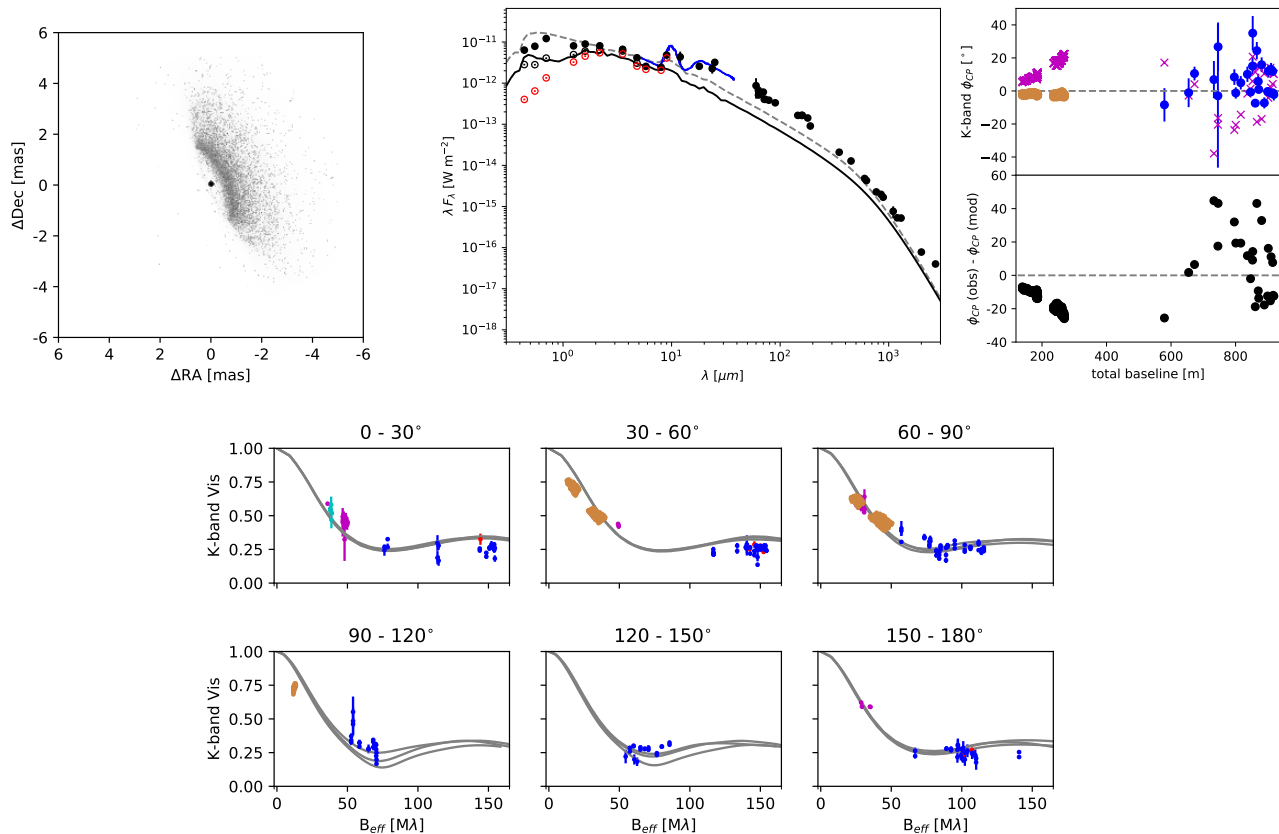 6
4
2
0
-2
-4
-6
6 4 2 0 -2 -4 -6
ΔDec [mas]
ΔRA [mas]
10⁻¹¹
10⁻¹²
10⁻¹³
10⁻¹⁴
10⁻¹⁵
10⁻¹⁶
10⁻¹⁷
10⁻¹⁸
10⁰ 10¹ 10² 10³
λ F_λ [W m⁻²]
λ [μm]
40
20
0
−20
−40
K-band ϕ_CP [°]
60
40
20
0
-20
-40
ϕ_CP (obs) - ϕ_CP (mod)
200 400 600 800
total baseline [m]
0 - 30°
30 - 60°
60 - 90°
1.00
0.75
0.50
0.25
0.00
K-band Vis
90 - 120°
120 - 150°
150 - 180°
1.00
0.75
0.50
0.25
0.00
K-band Vis
0 50 100 150
0 50 100 150
0 50 100 150
B_eff [Mλ]
B_eff [Mλ]
B_eff [Mλ]